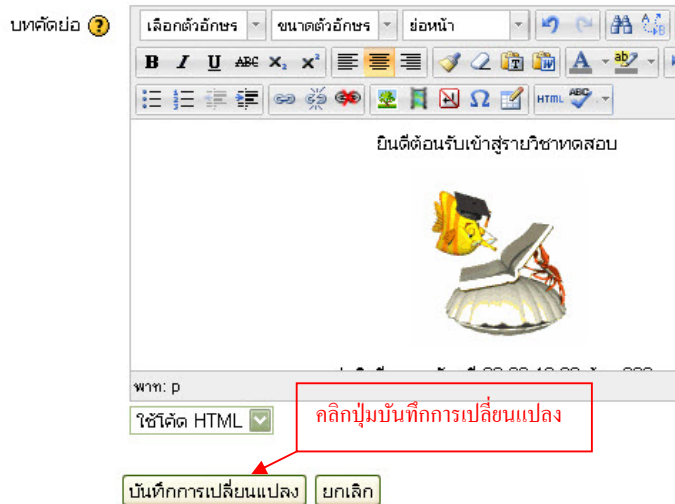 บทคัดย่อ
เลือกตัวอักษร ขนาดตัวอักษร ย่อหน้า
B I U ABC x₂ x²
HTML ABC
ยินดีต้อนรับเข้าสู่รายวิชาทดสอบ
พาท: p
ใช้โค้ด HTML
คลิกปุ่มบันทึกการเปลี่ยนแปลง
บันทึกการเปลี่ยนแปลง ยกเลิก